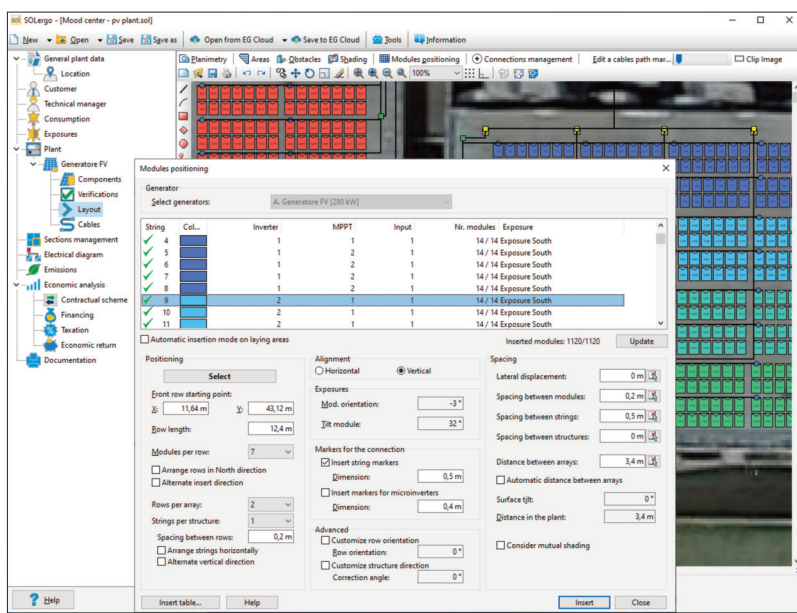 SOLergo - [Mood center - pv plant.sol]
New Open Save Save as Open from EG Cloud Save to EG Cloud Tools Information
General plant data
Location
Customer
Technical manager
Consumption
Exposures
Plant
Generatore FV
Components
Verifications
Layout
Cables
Sections management
Electrical diagram
Emissions
Economic analysis
Contractual scheme
Financing
Taxation
Economic return
Documentation
Help
Planimetry Areas Obstacles Shading Modules positioning Connections management Edit a cables path mar... Clip Image
100%
Modules positioning
Generator
Select generators: A. Generatore FV [280 kW]
String Col... Inverter MPPT Input Nr. modules Exposure
4 1 1 1 14 / 14 Exposure South
5 1 2 1 14 / 14 Exposure South
6 1 2 1 14 / 14 Exposure South
7 1 2 1 14 / 14 Exposure South
8 1 2 1 14 / 14 Exposure South
9 2 1 1 14 / 14 Exposure South
10 2 1 1 14 / 14 Exposure South
11 2 1 1 14 / 14 Exposure South
Automatic insertion mode on laying areas Inserted modules: 1120/1120 Update
Positioning
Select
Front row starting point:
X: 11,64 m Y: 43,12 m
Row length: 12,4 m
Modules per row: 7
Arrange rows in North direction
Alternate insert direction
Rows per array: 2
Strings per structure: 1
Spacing between rows: 0,2 m
Arrange strings horizontally
Alternate vertical direction
Alignment
Horizontal Vertical
Exposures
Mod. orientation: -3 °
Tilt module: 32 °
Markers for the connection
Insert string markers
Dimension: 0,5 m
Insert markers for microinverters
Dimension: 0,4 m
Advanced
Customize row orientation
Row orientation: 0 °
Customize structure direction
Correction angle: 0 °
Spacing
Lateral displacement: 0 m
Spacing between modules: 0,2 m
Spacing between strings: 0,5 m
Spacing between structures: 0 m
Distance between arrays: 3,4 m
Automatic distance between arrays
Surface tilt: 0 °
Distance in the plant: 3,4 m
Consider mutual shading
Insert table... Help Insert Close